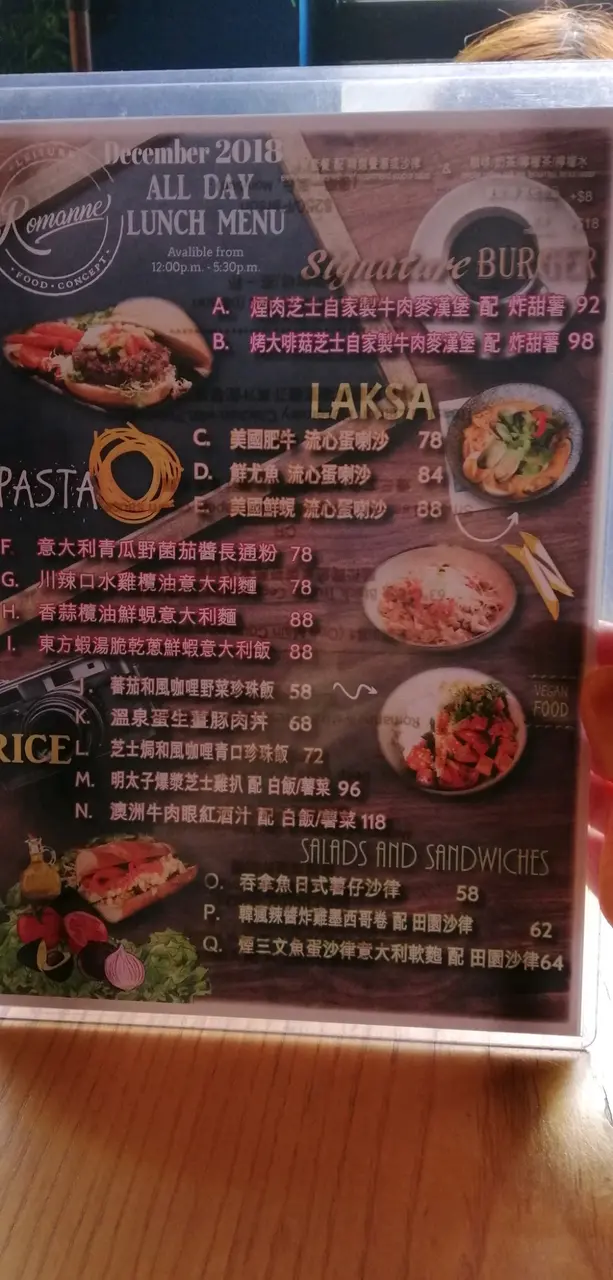 LEISURE
Romanne
FOOD • CONCEPT
December 2018
ALL DAY
LUNCH MENU
Avalible from
12:00p.m. - 5:30p.m.
+$8
Signature BURGER
A. 煙肉芝士自家製牛肉麥漢堡 配 炸甜薯 92
B. 烤大啡菇芝士自家製牛肉麥漢堡 配 炸甜薯 98
LAKSA
C. 美國肥牛 流心蛋喇沙 78
D. 鮮尤魚 流心蛋喇沙 84
E. 美國鮮蜆 流心蛋喇沙 88
PASTA
F. 意大利青瓜野菌茄醬長通粉 78
G. 川辣口水雞欖油意大利麵 78
H. 香蒜欖油鮮蜆意大利麵 88
I. 東方蝦湯脆乾蔥鮮蝦意大利飯 88
RICE
J. 蕃茄和風咖哩野菜珍珠飯 58
VEGAN
FOOD
K. 溫泉蛋生薑豚肉丼 68
L. 芝士焗和風咖哩青口珍珠飯 72
M. 明太子爆漿芝士雞扒 配 白飯/薯菜 96
N. 澳洲牛肉眼紅酒汁 配 白飯/薯菜 118
SALADS AND SANDWICHES
O. 吞拿魚日式薯仔沙律 58
P. 韓瘋辣醬炸雞墨西哥卷 配 田園沙律 62
Q. 煙三文魚蛋沙律意大利軟麵 配 田園沙律64